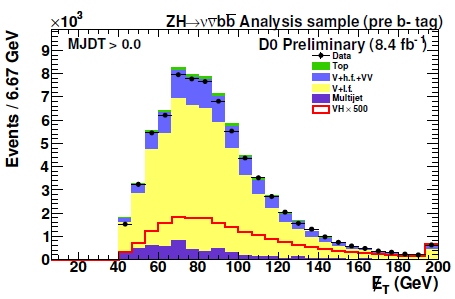 ×10³ ZH→νν̄bb̄ Analysis sample (pre b- tag)
MJDT > 0.0 D0 Preliminary (8.4 fb⁻¹)
Data
Top
V+h.f.+VV
V+l.f.
Multijet
VH × 500
Events / 6.67 GeV
9
8
7
6
5
4
3
2
1
0
20 40 60 80 100 120 140 160 180 200
E̸T (GeV)